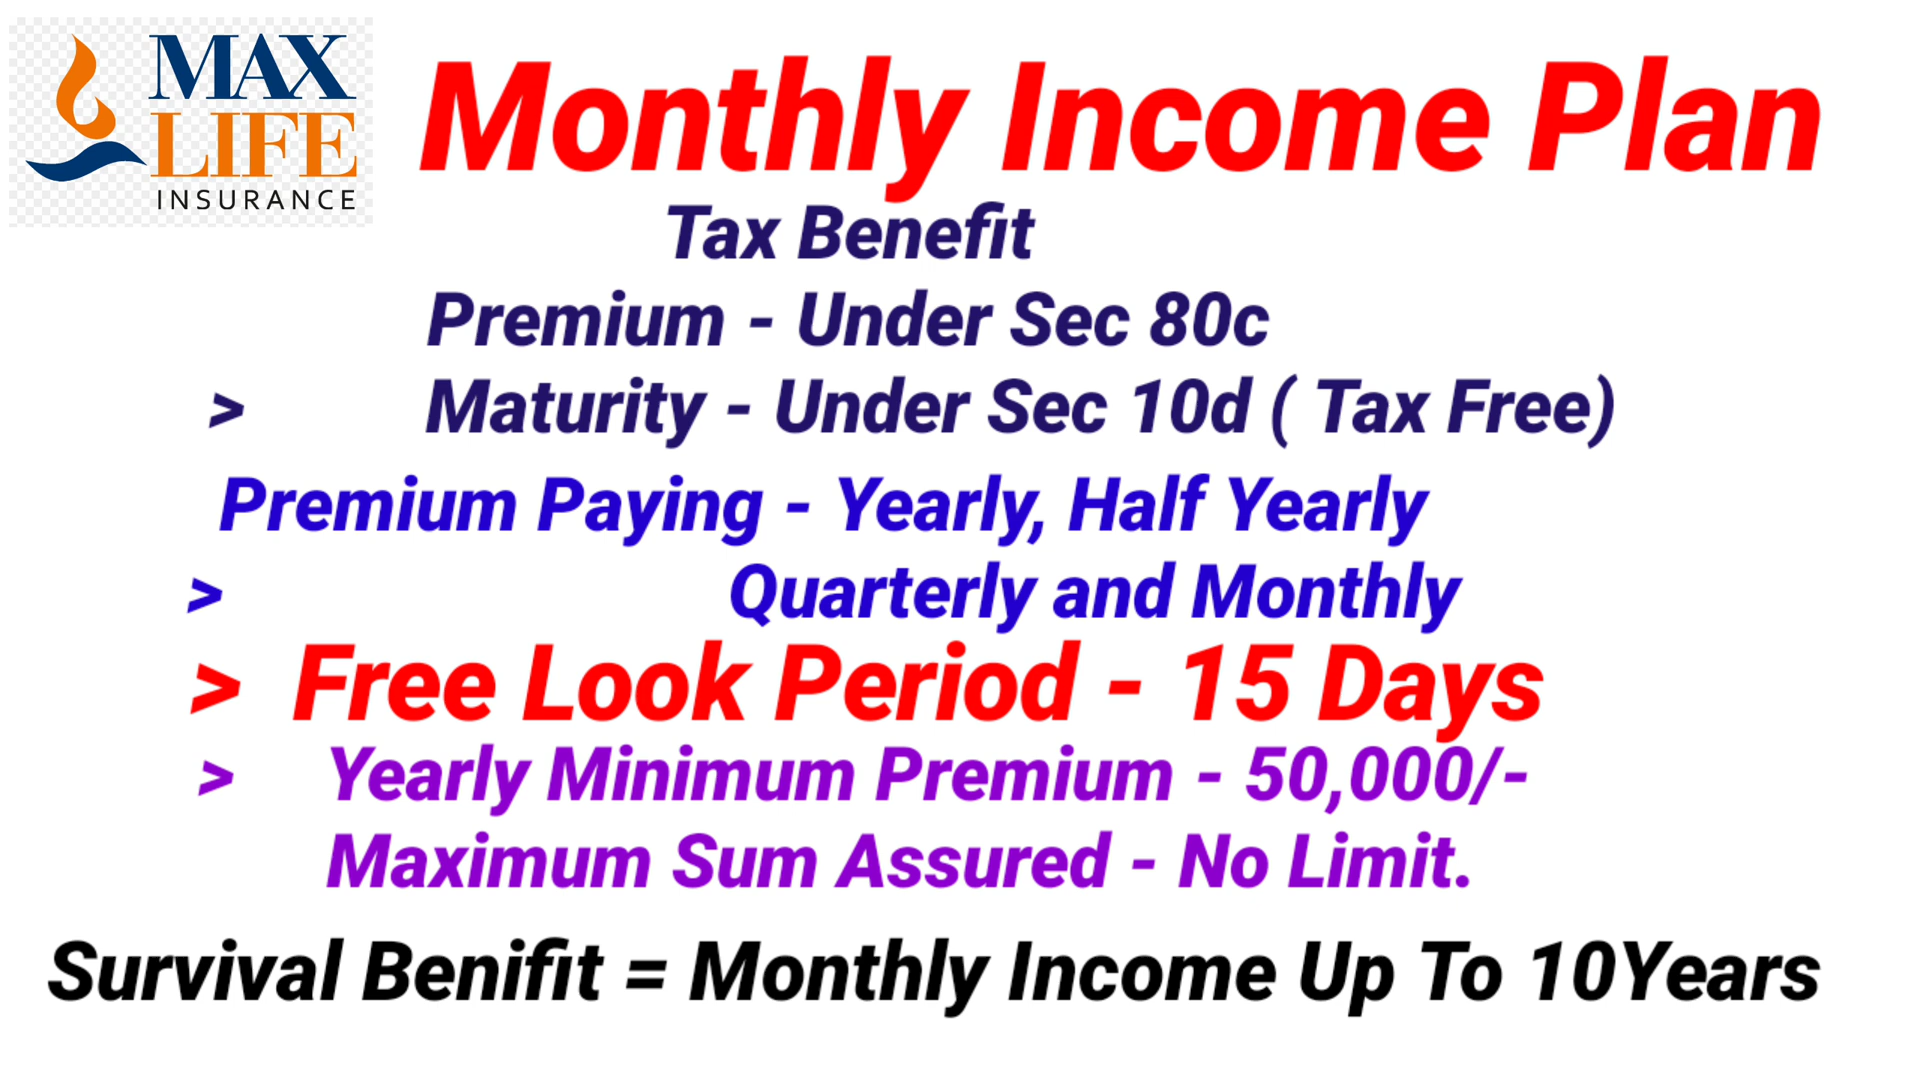 MAX
LIFE
INSURANCE
Monthly Income Plan
Tax Benefit
Premium - Under Sec 80c
> Maturity - Under Sec 10d ( Tax Free)
Premium Paying - Yearly, Half Yearly
> Quarterly and Monthly
> Free Look Period - 15 Days
> Yearly Minimum Premium - 50,000/-
Maximum Sum Assured - No Limit.
Survival Benifit = Monthly Income Up To 10Years